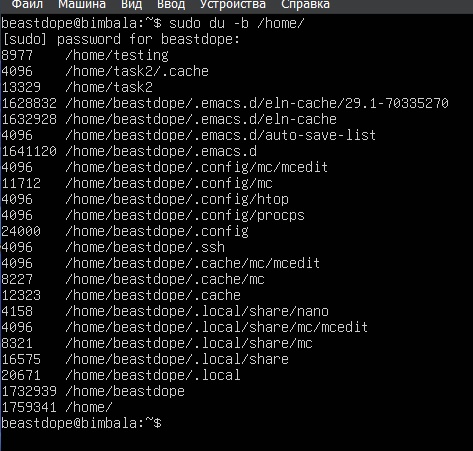 Файл Машина Вид Ввод Устройства Справка
beastdope@bimbala:~$ sudo du -b /home/
[sudo] password for beastdope:
8977 /home/testing
4096 /home/task2/.cache
13329 /home/task2
1628832 /home/beastdope/.emacs.d/eln-cache/29.1-70335270
1632928 /home/beastdope/.emacs.d/eln-cache
4096 /home/beastdope/.emacs.d/auto-save-list
1641120 /home/beastdope/.emacs.d
4096 /home/beastdope/.config/mc/mcedit
11712 /home/beastdope/.config/mc
4096 /home/beastdope/.config/htop
4096 /home/beastdope/.config/procps
24000 /home/beastdope/.config
4096 /home/beastdope/.ssh
4096 /home/beastdope/.cache/mc/mcedit
8227 /home/beastdope/.cache/mc
12323 /home/beastdope/.cache
4158 /home/beastdope/.local/share/nano
4096 /home/beastdope/.local/share/mc/mcedit
8321 /home/beastdope/.local/share/mc
16575 /home/beastdope/.local/share
20671 /home/beastdope/.local
1732939 /home/beastdope
1759341 /home/
beastdope@bimbala:~$